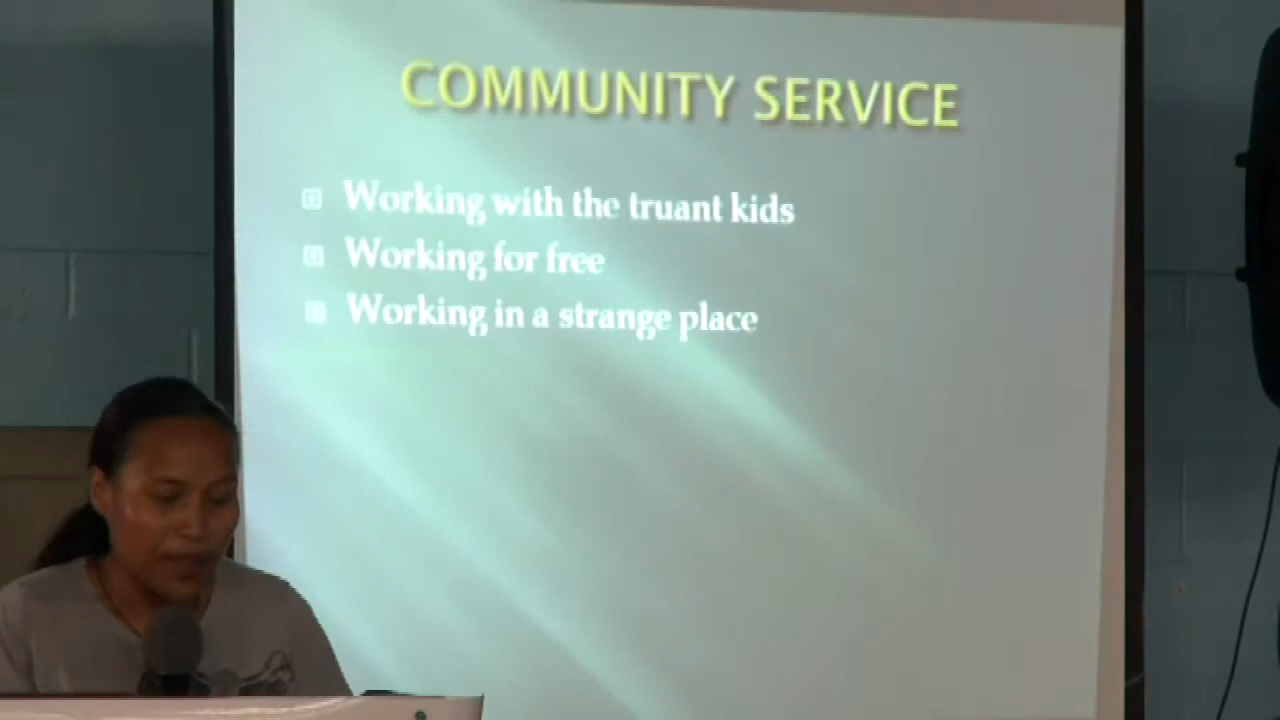 COMMUNITY SERVICE
Working with the truant kids
Working for free
Working in a strange place